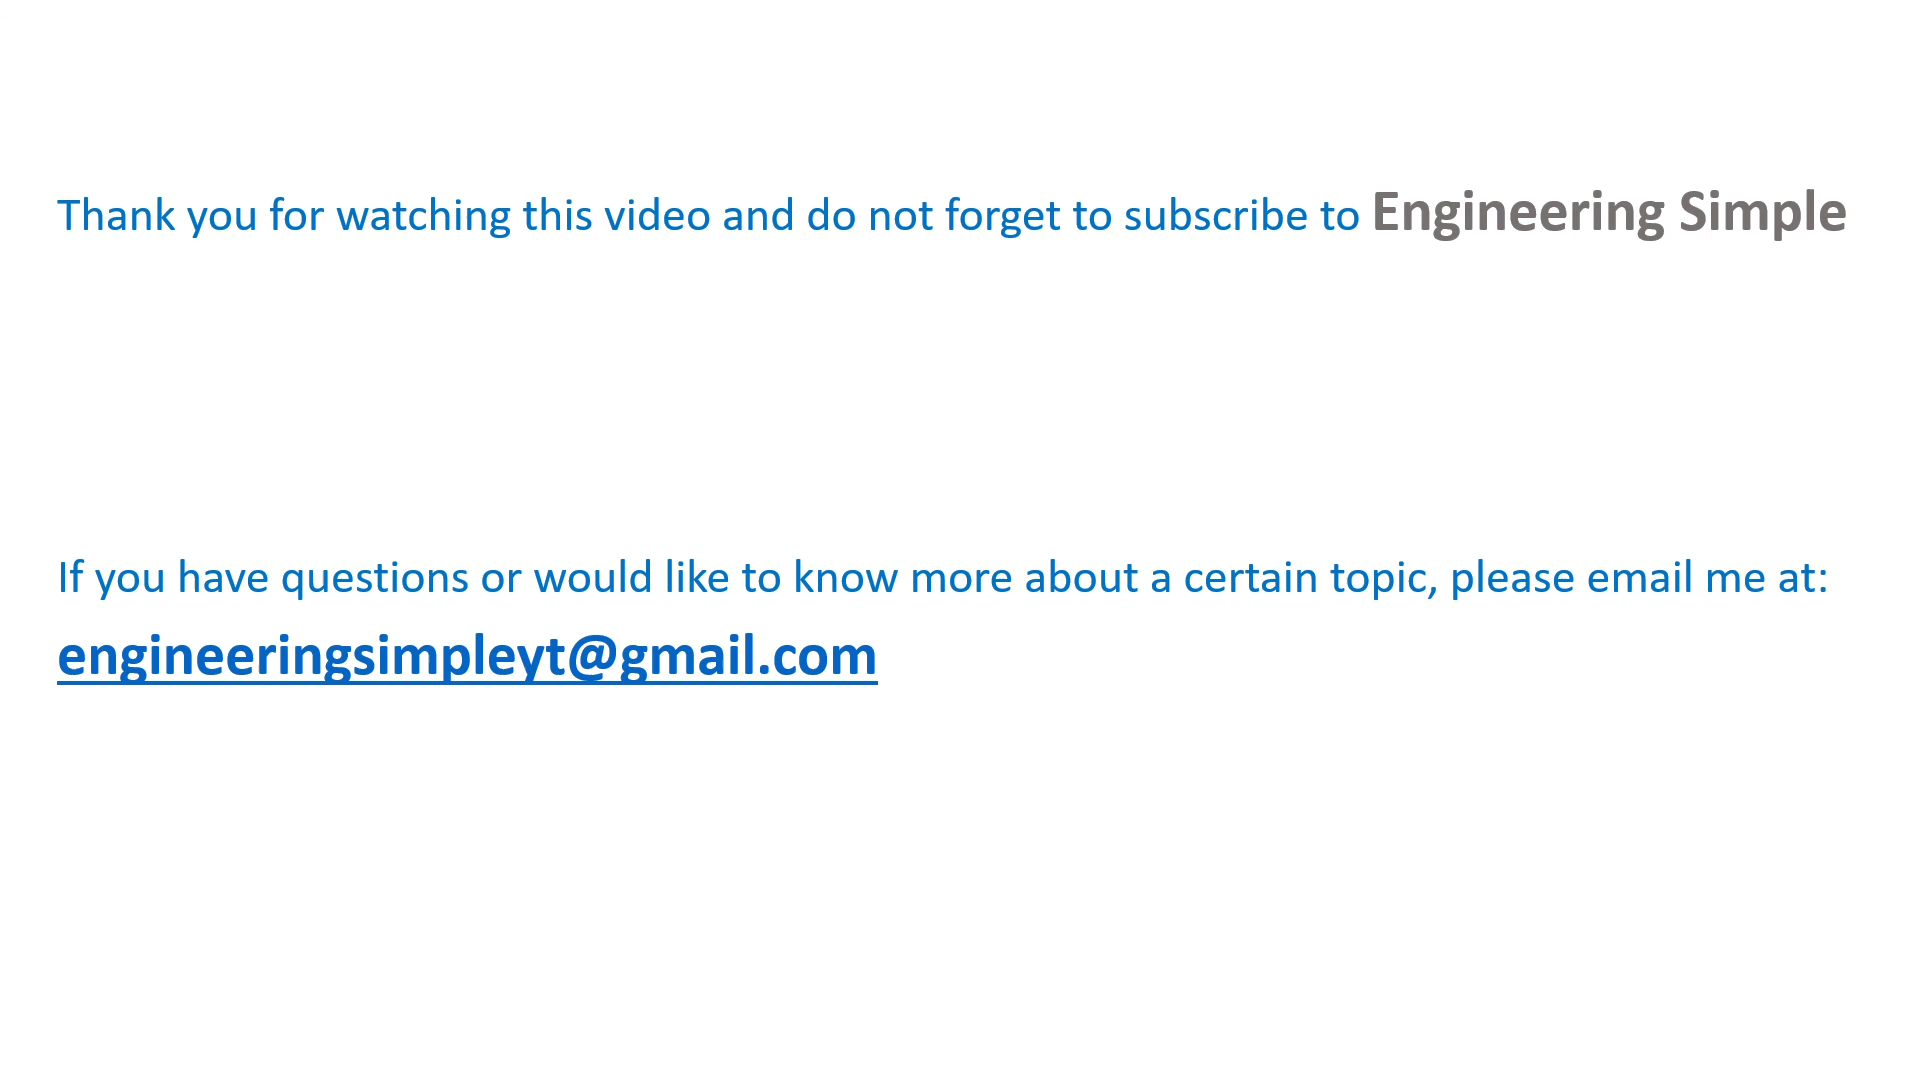 Thank you for watching this video and do not forget to subscribe to Engineering Simple
If you have questions or would like to know more about a certain topic, please email me at:
engineeringsimpleyt@gmail.com